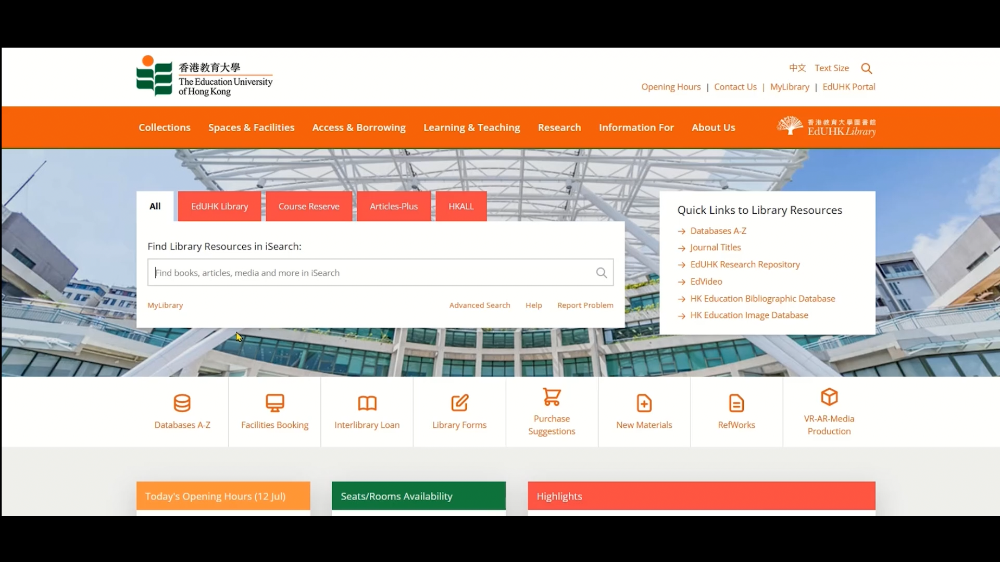 香港教育大學
The Education University
of Hong Kong
中文 Text Size
Opening Hours | Contact Us | MyLibrary | EdUHK Portal
Collections Spaces & Facilities Access & Borrowing Learning & Teaching Research Information For About Us
香港教育大學圖書館
EdUHK Library
All EdUHK Library Course Reserve Articles-Plus HKALL
Find Library Resources in iSearch:
Find books, articles, media and more in iSearch
MyLibrary Advanced Search Help Report Problem
Quick Links to Library Resources
Databases A-Z
Journal Titles
EdUHK Research Repository
EdVideo
HK Education Bibliographic Database
HK Education Image Database
Databases A-Z
Facilities Booking
Interlibrary Loan
Library Forms
Purchase
Suggestions
New Materials
RefWorks
VR-AR-Media
Production
Today's Opening Hours (12 Jul)
Seats/Rooms Availability
Highlights